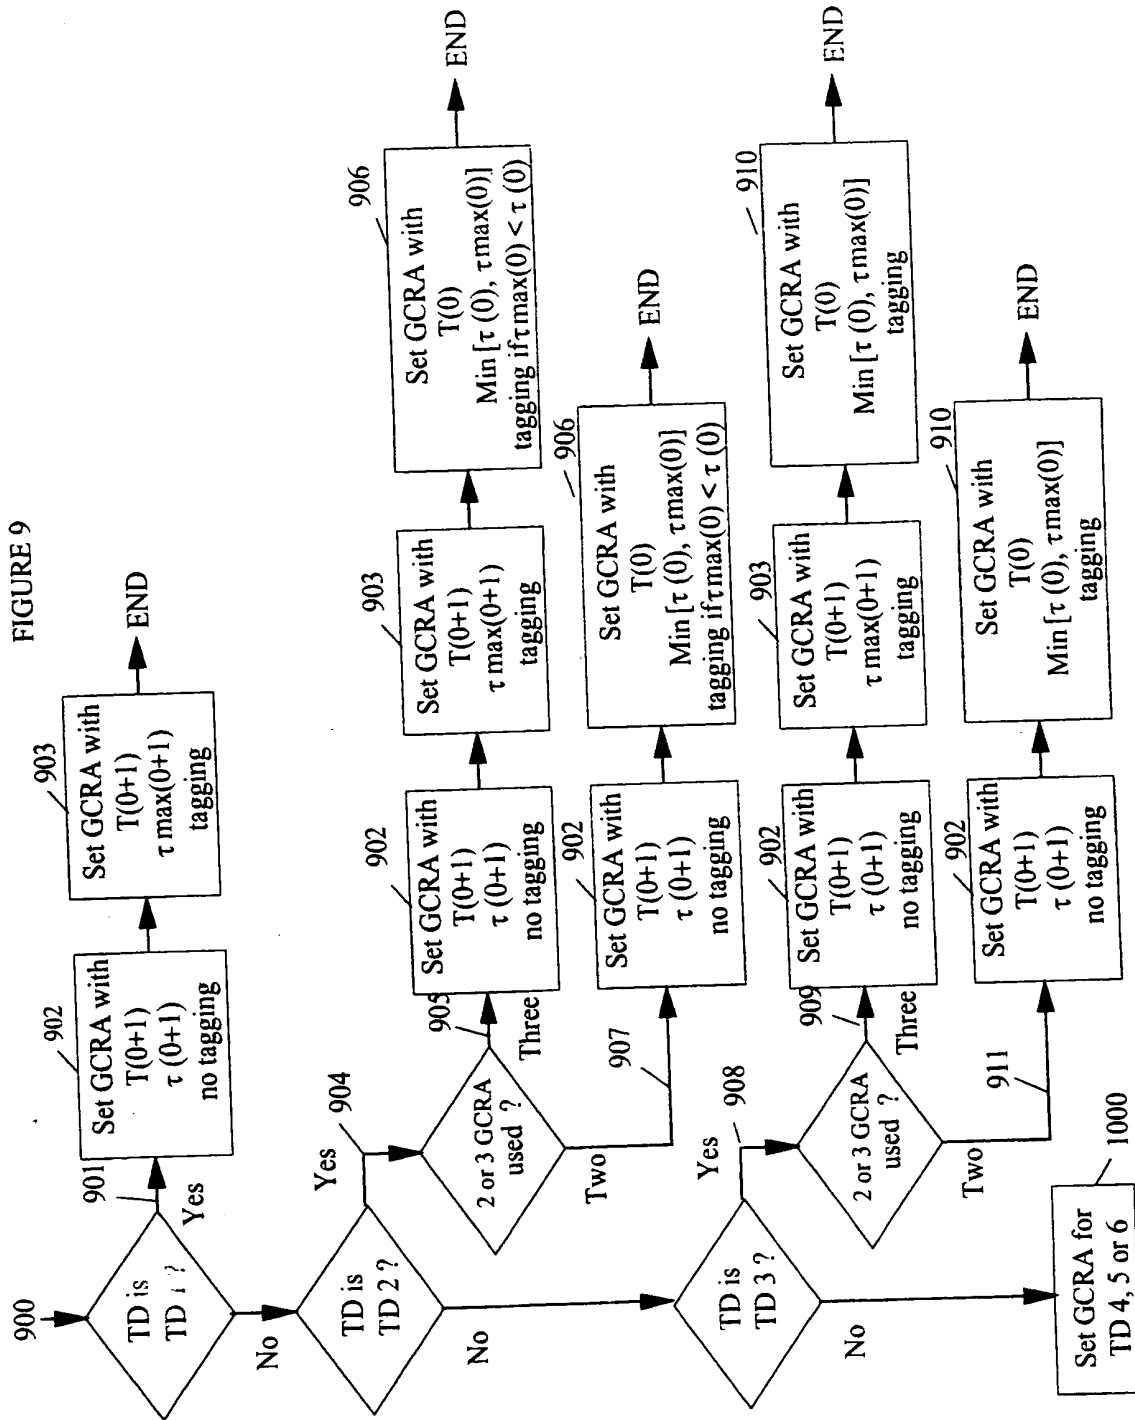 FIGURE 9
900
TD is
TD ?
901
Yes
No
902
Set GCRA with
T(0+1)
τ (0+1)
no tagging
903
Set GCRA with
T(0+1)
τ max(0+1)
tagging
END
TD is
TD 2 ?
Yes
904
No
2 or 3 GCRA
used ?
905
Three
902
Set GCRA with
T(0+1)
τ (0+1)
no tagging
903
Set GCRA with
T(0+1)
τ max(0+1)
tagging
906
Set GCRA with
T(0)
Min [τ (0), τ max(0)]
tagging if τ max(0) < τ (0)
END
Two
907
902
Set GCRA with
T(0+1)
τ (0+1)
no tagging
906
Set GCRA with
T(0)
Min [τ (0), τ max(0)]
tagging if τ max(0) < τ (0)
END
TD is
TD 3 ?
Yes
908
No
2 or 3 GCRA
used ?
909
Three
902
Set GCRA with
T(0+1)
τ (0+1)
no tagging
903
Set GCRA with
T(0+1)
τ max(0+1)
tagging
910
Set GCRA with
T(0)
Min [τ (0), τ max(0)]
tagging
END
Two
911
902
Set GCRA with
T(0+1)
τ (0+1)
no tagging
910
Set GCRA with
T(0)
Min [τ (0), τ max(0)]
tagging
END
1000
Set GCRA for
TD 4, 5 or 6